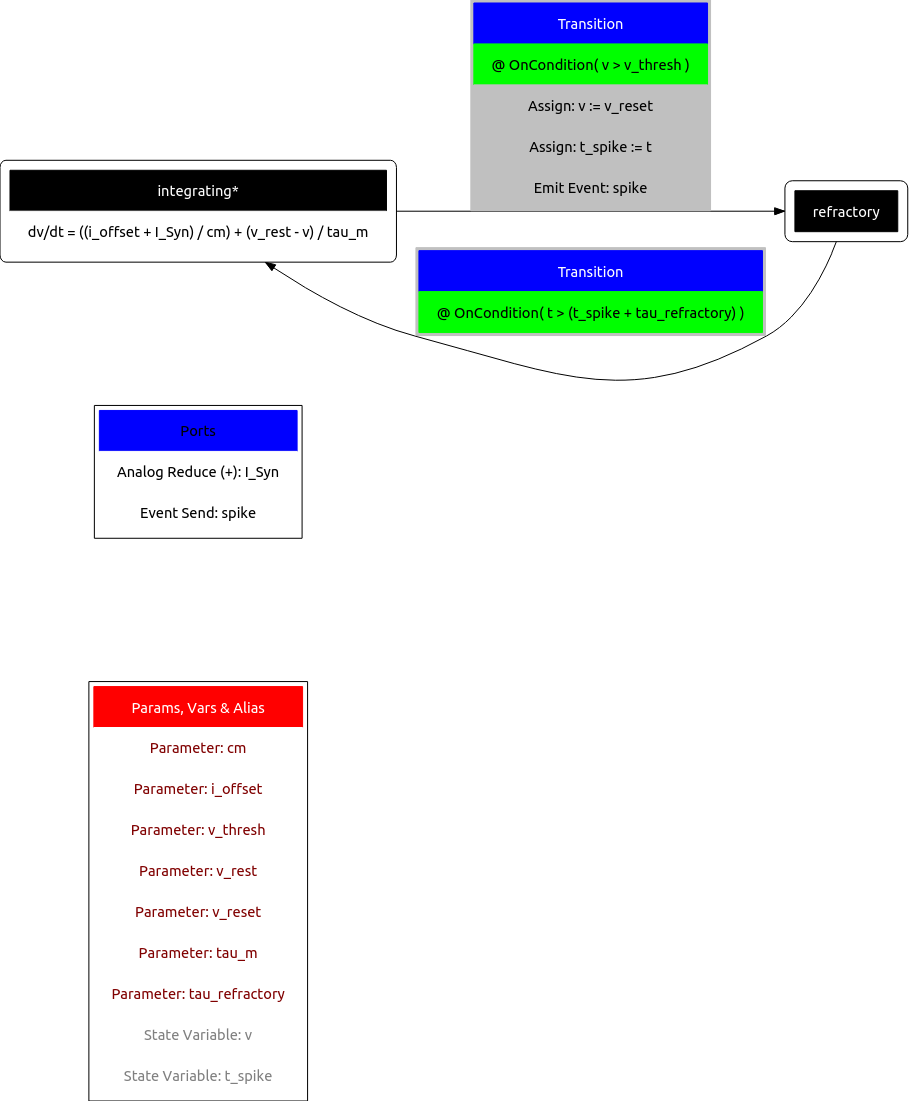 Transition
@ OnCondition( v > v_thresh )
Assign: v := v_reset
Assign: t_spike := t
Emit Event: spike
integrating*
dv/dt = ((i_offset + I_Syn) / cm) + (v_rest - v) / tau_m
refractory
Transition
@ OnCondition( t > (t_spike + tau_refractory) )
Ports
Analog Reduce (+): I_Syn
Event Send: spike
Params, Vars & Alias
Parameter: cm
Parameter: i_offset
Parameter: v_thresh
Parameter: v_rest
Parameter: v_reset
Parameter: tau_m
Parameter: tau_refractory
State Variable: v
State Variable: t_spike